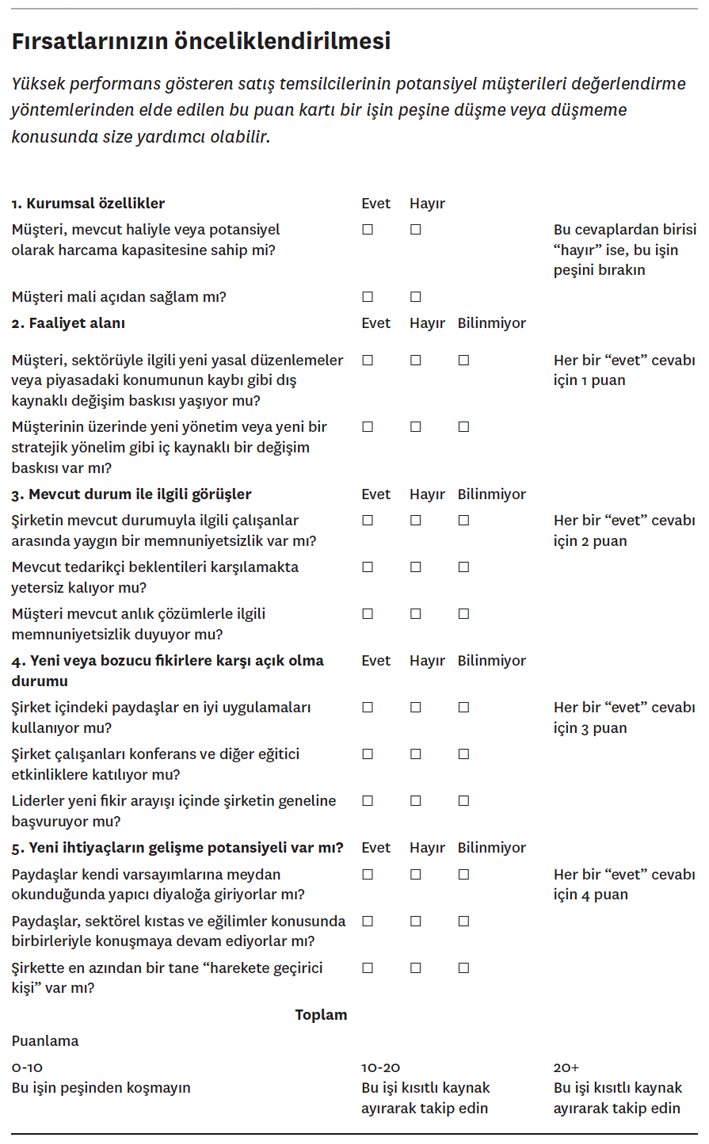 Fırsatlarınızın önceliklendirilmesi
Yüksek performans gösteren satış temsilcilerinin potansiyel müşterileri değerlendirme
yöntemlerinden elde edilen bu puan kartı bir işin peşine düşme veya düşmeme
konusunda size yardımcı olabilir.
1. Kurumsal özellikler Evet Hayır
Müşteri, mevcut haliyle veya potansiyel ☐ ☐ Bu cevaplardan birisi
olarak harcama kapasitesine sahip mi? “hayır” ise, bu işin
peşini bırakın
Müşteri mali açıdan sağlam mı? ☐ ☐
2. Faaliyet alanı Evet Hayır Bilinmiyor
Müşteri, sektörüyle ilgili yeni yasal düzenlemeler ☐ ☐ ☐ Her bir “evet” cevabı
veya piyasadaki konumunun kaybı gibi dış için 1 puan
kaynaklı değişim baskısı yaşıyor mu?
Müşterinin üzerinde yeni yönetim veya yeni bir ☐ ☐ ☐
stratejik yönelim gibi iç kaynaklı bir değişim
baskısı var mı?
3. Mevcut durum ile ilgili görüşler Evet Hayır Bilinmiyor
Şirketin mevcut durumuyla ilgili çalışanlar ☐ ☐ ☐ Her bir “evet” cevabı
arasında yaygın bir memnuniyetsizlik var mı? için 2 puan
Mevcut tedarikçi beklentileri karşılamakta ☐ ☐ ☐
yetersiz kalıyor mu?
Müşteri mevcut anlık çözümlerle ilgili ☐ ☐ ☐
memnuniyetsizlik duyuyor mu?
4. Yeni veya bozucu fikirlere karşı açık olma Evet Hayır Bilinmiyor
durumu
Şirket içindeki paydaşlar en iyi uygulamaları ☐ ☐ ☐ Her bir “evet” cevabı
kullanıyor mu? için 3 puan
Şirket çalışanları konferans ve diğer eğitici ☐ ☐ ☐
etkinliklere katılıyor mu?
Liderler yeni fikir arayışı içinde şirketin geneline ☐ ☐ ☐
başvuruyor mu?
5. Yeni ihtiyaçların gelişme potansiyeli var mı? Evet Hayır Bilinmiyor
Paydaşlar kendi varsayımlarına meydan ☐ ☐ ☐ Her bir “evet” cevabı
okunduğunda yapıcı diyaloğa giriyorlar mı? için 4 puan
Paydaşlar, sektörel kıstas ve eğilimler konusunda ☐ ☐ ☐
birbirleriyle konuşmaya devam ediyorlar mı?
Şirkette en azından bir tane “harekete geçirici ☐ ☐ ☐
kişi” var mı?
Toplam
Puanlama
0-10 10-20 20+
Bu işin peşinden koşmayın Bu işi kısıtlı kaynak Bu işi kısıtlı kaynak
ayırarak takip edin ayırarak takip edin